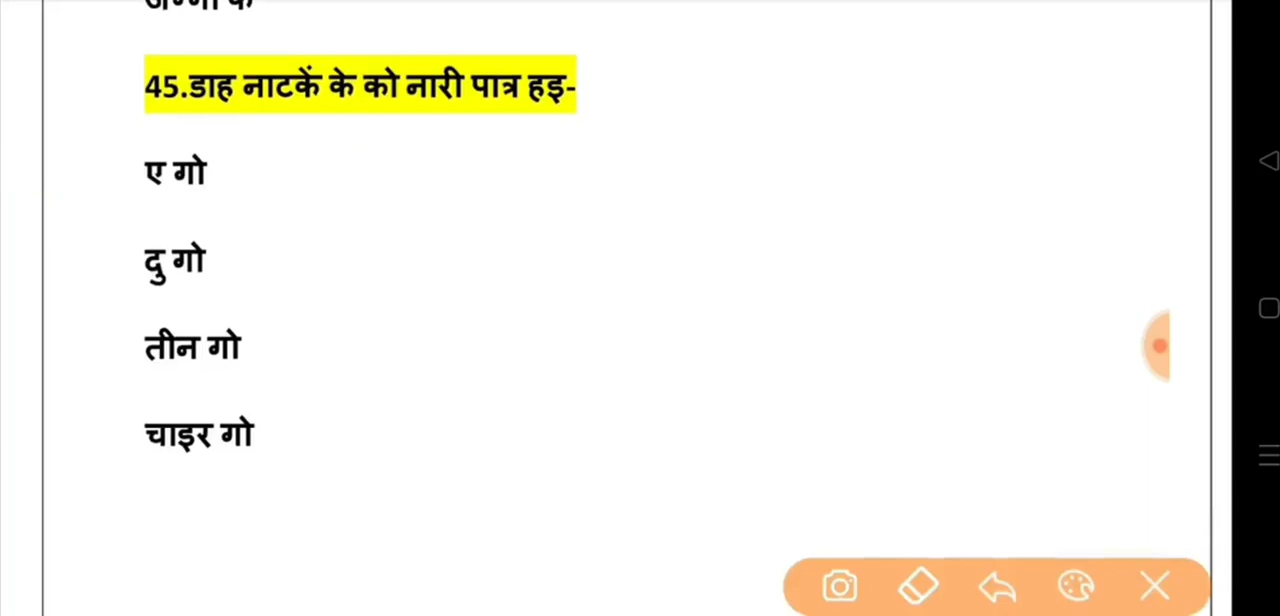 45.डाह नाटकें के को नारी पात्र हइ-
ए गो
दु गो
तीन गो
चाइर गो